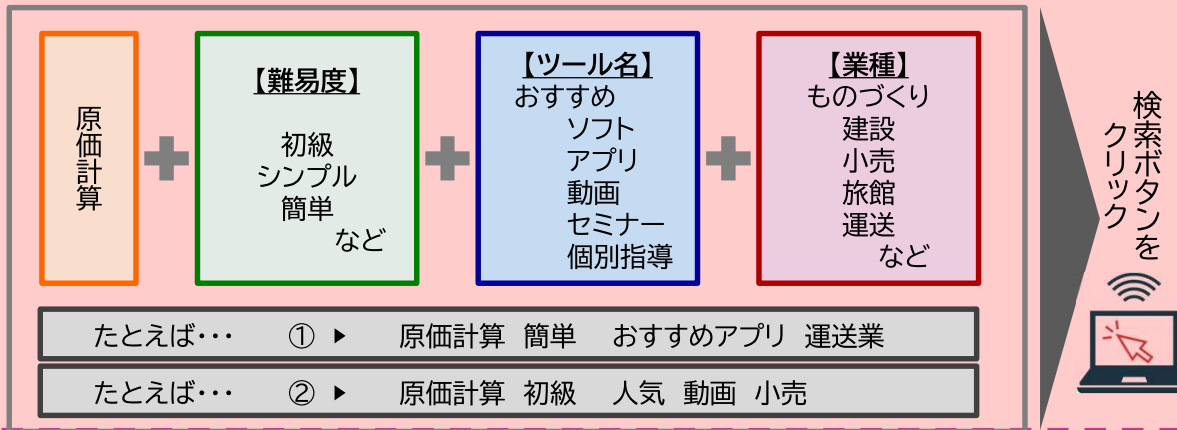 原価計算
【難易度】
初級
シンプル
簡単
など
【ツール名】
おすすめ
ソフト
アプリ
動画
セミナー
個別指導
【業種】
ものづくり
建設
小売
旅館
運送
など
検索ボタンを
クリック
たとえば・・・ ① ▶ 原価計算 簡単 おすすめアプリ 運送業
たとえば・・・ ② ▶ 原価計算 初級 人気 動画 小売